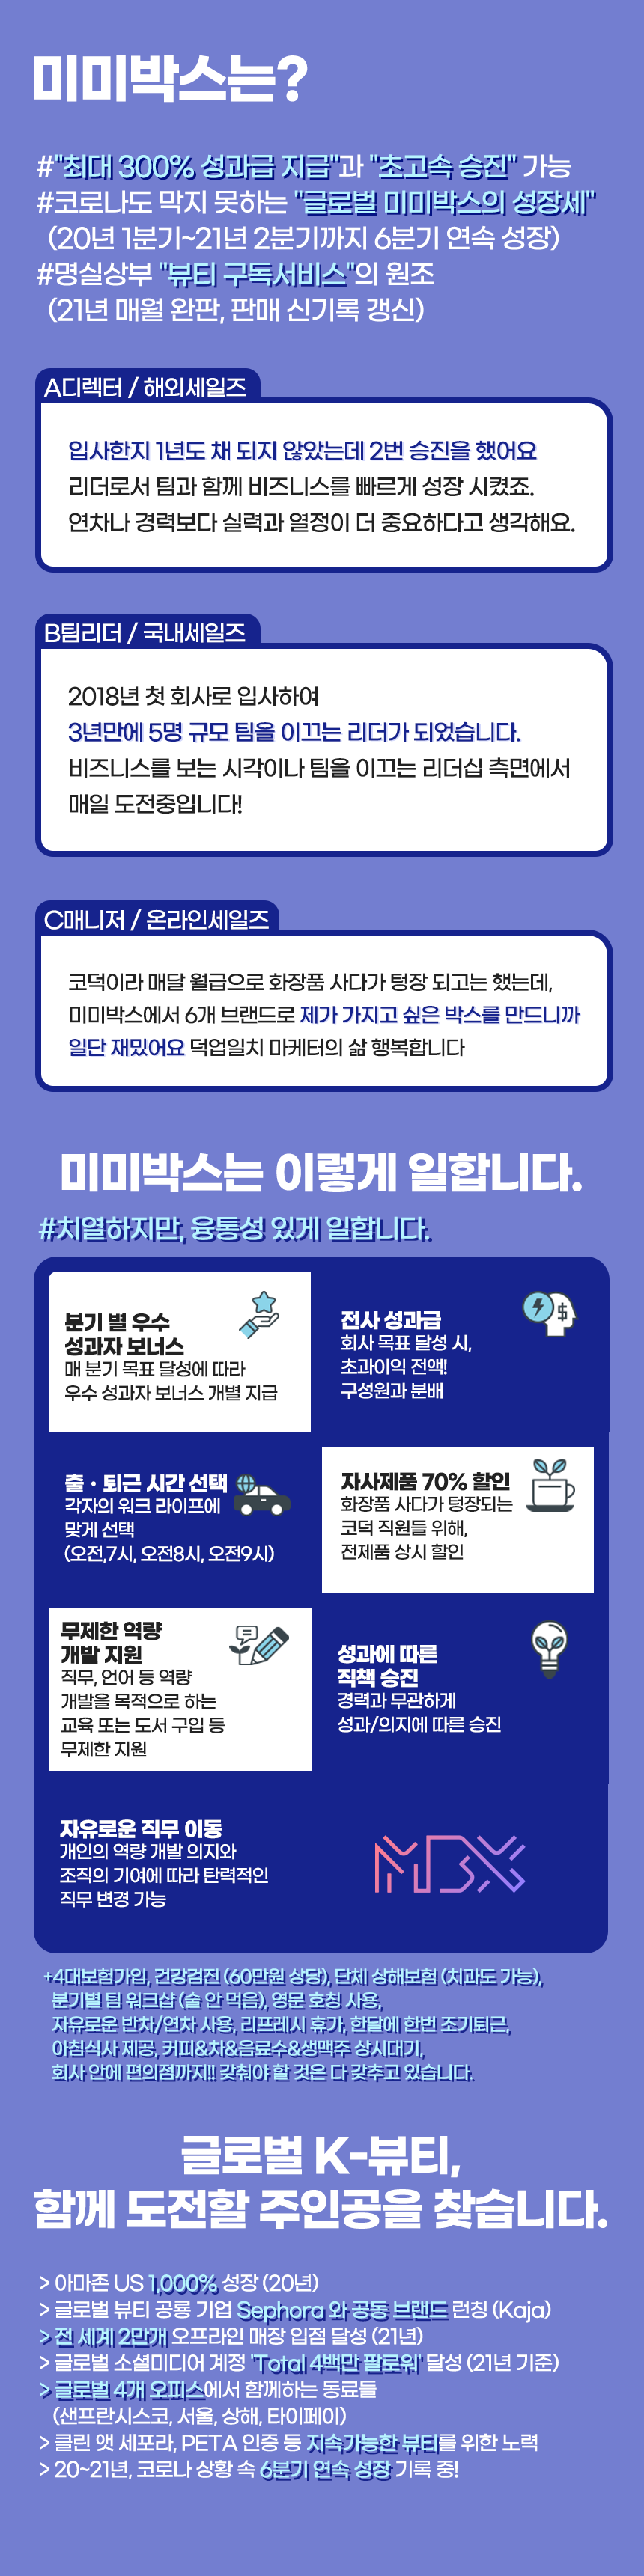 미미박스는?
#"최대 300% 성과급 지급"과 "초고속 승진" 가능
#코로나도 막지 못하는 "글로벌 미미박스의 성장세"
(20년 1분기~21년 2분기까지 6분기 연속 성장)
#명실상부 "뷰티 구독서비스"의 원조
(21년 매월 완판, 판매 신기록 갱신)
A디렉터 / 해외세일즈
입사한지 1년도 채 되지 않았는데 2번 승진을 했어요
리더로서 팀과 함께 비즈니스를 빠르게 성장 시켰죠.
연차나 경력보다 실력과 열정이 더 중요하다고 생각해요.
B팀리더 / 국내세일즈
2018년 첫 회사로 입사하여
3년만에 5명 규모 팀을 이끄는 리더가 되었습니다.
비즈니스를 보는 시각이나 팀을 이끄는 리더십 측면에서
매일 도전중입니다!
C매니저 / 온라인세일즈
코덕이라 매달 월급으로 화장품 사다가 텅장 되고는 했는데,
미미박스에서 6개 브랜드로 제가 가지고 싶은 박스를 만드니까
일단 재밌어요 덕업일치 마케터의 삶 행복합니다
미미박스는 이렇게 일합니다.
#치열하지만, 융통성 있게 일합니다.
분기 별 우수
성과자 보너스
매 분기 목표 달성에 따라
우수 성과자 보너스 개별 지급
전사 성과급
회사 목표 달성 시,
초과이익 전액!
구성원과 분배
출 · 퇴근 시간 선택
각자의 워크 라이프에
맞게 선택
(오전,7시, 오전8시, 오전9시)
자사제품 70% 할인
화장품 사다가 텅장되는
코덕 직원들 위해,
전제품 상시 할인
무제한 역량
개발 지원
직무, 언어 등 역량
개발을 목적으로 하는
교육 또는 도서 구입 등
무제한 지원
성과에 따른
직책 승진
경력과 무관하게
성과/의지에 따른 승진
자유로운 직무 이동
개인의 역량 개발 의지와
조직의 기여에 따라 탄력적인
직무 변경 가능
MBX
+4대보험가입, 건강검진 (60만원 상당), 단체 상해보험 (치과도 가능),
분기별 팀 워크샵 (술 안 먹음), 영문 호칭 사용,
자유로운 반차/연차 사용, 리프레시 휴가, 한달에 한번 조기퇴근,
아침식사 제공, 커피&차&음료수&생맥주 상시대기,
회사 안에 편의점까지!! 갖춰야 할 것은 다 갖추고 있습니다.
글로벌 K-뷰티,
함께 도전할 주인공을 찾습니다.
> 아마존 US 1,000% 성장 (20년)
> 글로벌 뷰티 공룡 기업 Sephora 와 공동 브랜드 런칭 (Kaja)
> 전 세계 2만개 오프라인 매장 입점 달성 (21년)
> 글로벌 소셜미디어 계정 'Total 4백만 팔로워' 달성 (21년 기준)
> 글로벌 4개 오피스에서 함께하는 동료들
(샌프란시스코, 서울, 상해, 타이페이)
> 클린 앳 세포라, PETA 인증 등 지속가능한 뷰티를 위한 노력
> 20~21년, 코로나 상황 속 6분기 연속 성장 기록 중!